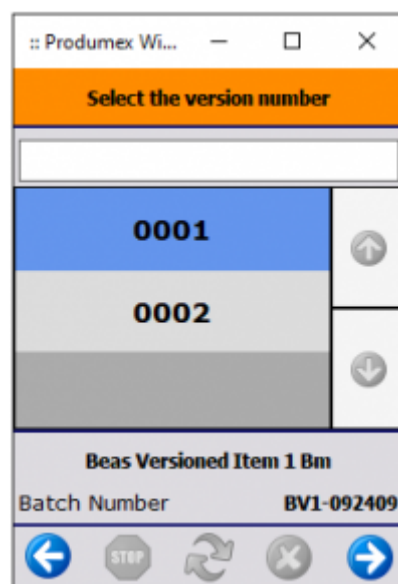 :: Produmex Wi...
Select the version number
0001
0002
Beas Versioned Item 1 Bm
Batch Number BV1-092409
STOP